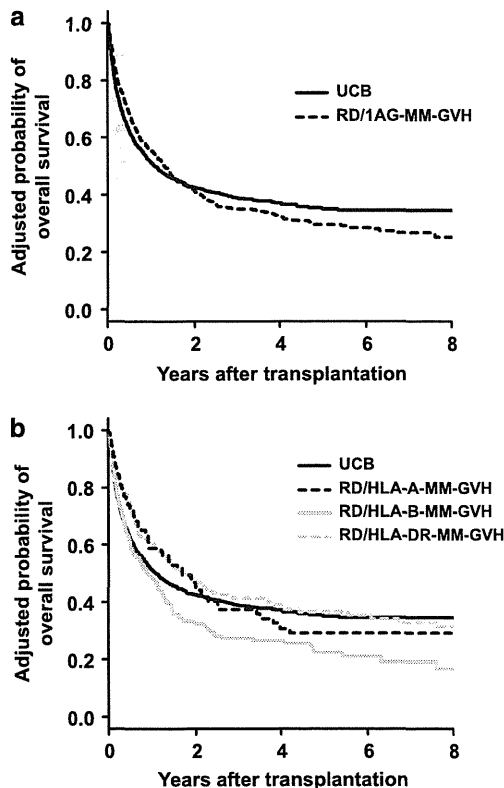 a
Adjusted probability of
overall survival
1.0
0.8
0.6
0.4
0.2
0.0
UCB
RD/1AG-MM-GVH
0 2 4 6 8
Years after transplantation
b
Adjusted probability of
overall survival
1.0
0.8
0.6
0.4
0.2
0.0
UCB
RD/HLA-A-MM-GVH
RD/HLA-B-MM-GVH
RD/HLA-DR-MM-GVH
0 2 4 6 8
Years after transplantation